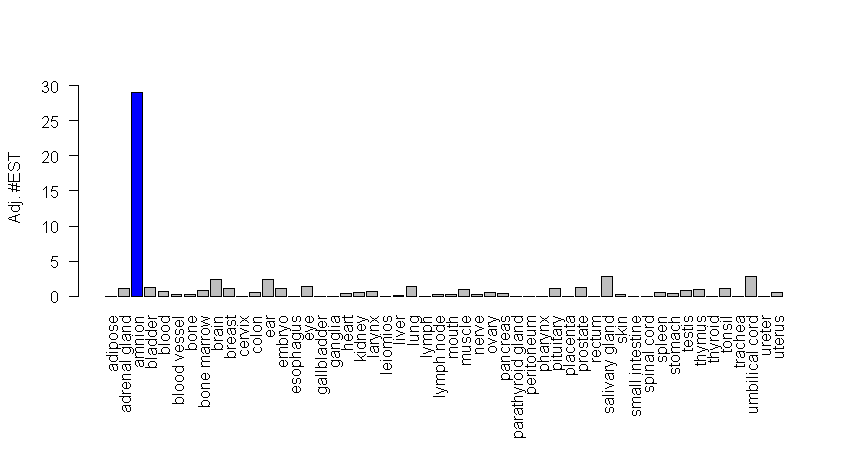 Adj. #EST
30
25
20
15
10
5
0
adipose
adrenal gland
amnion
bladder
blood
blood vessel
bone
bone marrow
brain
breast
cervix
colon
ear
embryo
esophagus
eye
gallbladder
ganglia
heart
kidney
larynx
leiomios
liver
lung
lymph
lymph node
mouth
muscle
nerve
ovary
pancreas
parathyroid gland
peritoneum
pharynx
pituitary
placenta
prostate
rectum
salivary gland
skin
small intestine
spinal cord
spleen
stomach
testis
thymus
thyroid
tonsil
trachea
umbilical cord
ureter
uterus